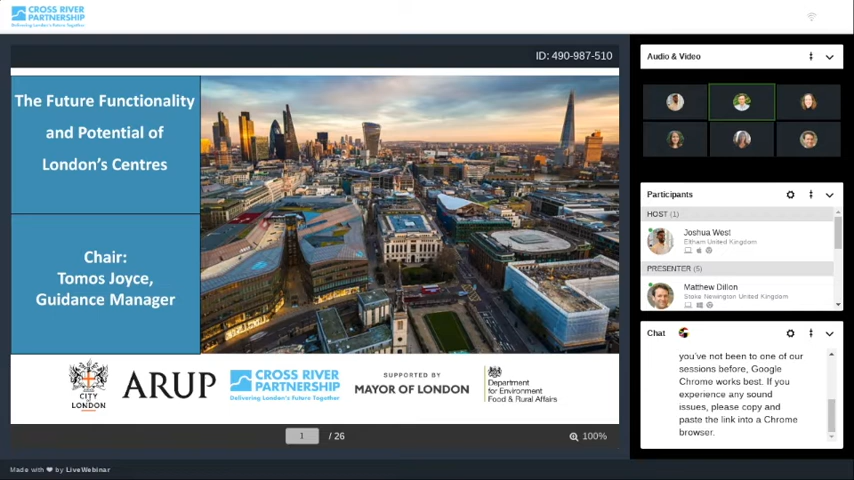 CROSS RIVER
PARTNERSHIP
Delivering London's Future Together
ID: 490-987-510
The Future Functionality
and Potential of
London's Centres
Chair:
Tomos Joyce,
Guidance Manager
CITY
OF
LONDON
ARUP
CROSS RIVER
PARTNERSHIP
Delivering London's Future Together
SUPPORTED BY
MAYOR OF LONDON
Department
for Environment
Food & Rural Affairs
1 / 26
100%
Made with ❤ by LiveWebinar
Audio & Video
Participants
HOST (1)
Joshua West
Eltham United Kingdom
PRESENTER (5)
Matthew Dillon
Stoke Newington United Kingdom
Chat
you've not been to one of our
sessions before, Google
Chrome works best. If you
experience any sound
issues, please copy and
paste the link into a Chrome
browser.